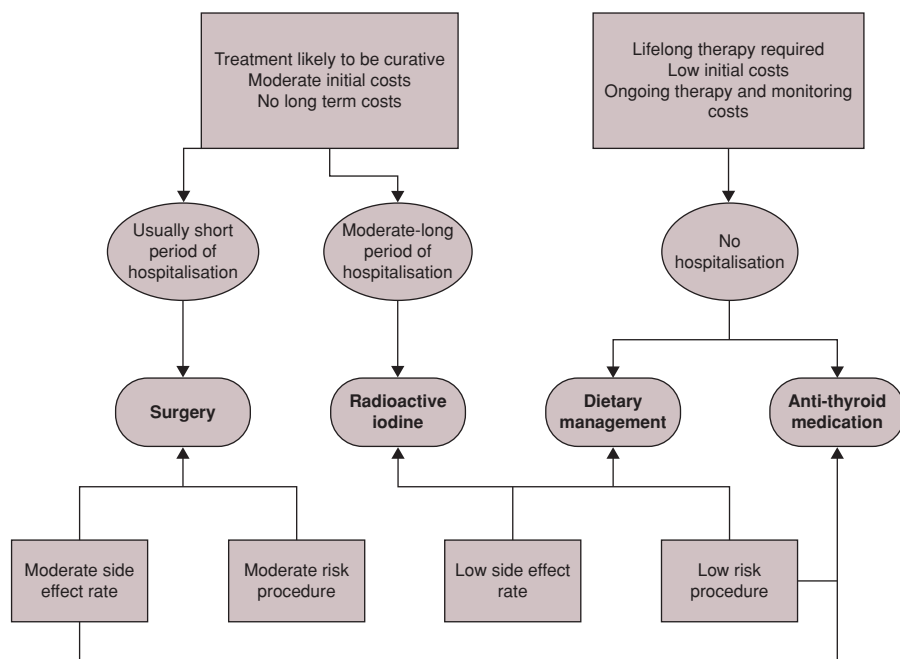 Treatment likely to be curative
Moderate initial costs
No long term costs
Lifelong therapy required
Low initial costs
Ongoing therapy and monitoring
costs
Usually short
period of
hospitalisation
Moderate-long
period of
hospitalisation
No
hospitalisation
Surgery
Radioactive
iodine
Dietary
management
Anti-thyroid
medication
Moderate side
effect rate
Moderate risk
procedure
Low side effect
rate
Low risk
procedure